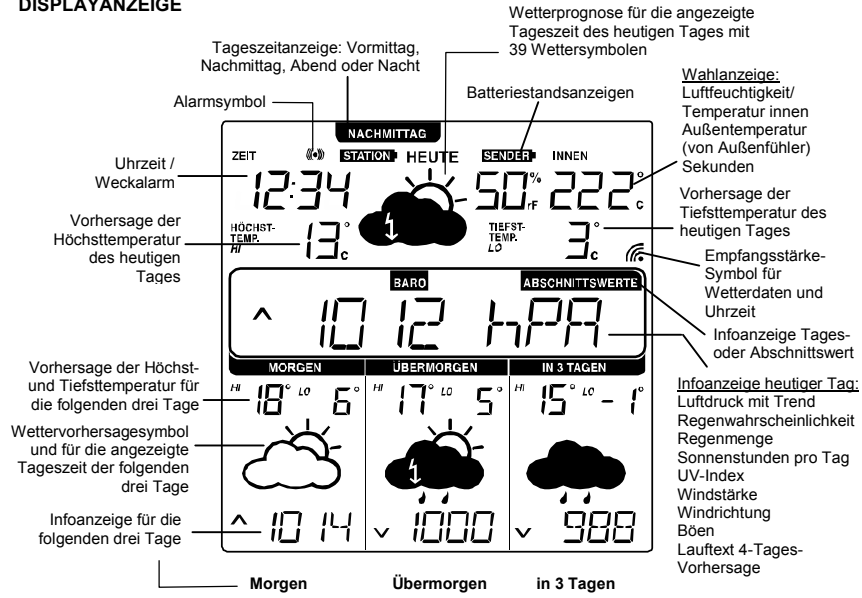 DISPLAYANZEIGE
Wetterprognose für die angezeigte
Tageszeit des heutigen Tages mit
39 Wettersymbolen
Tageszeitanzeige: Vormittag,
Nachmittag, Abend oder Nacht
Batteriestandsanzeigen
Alarmsymbol
Wahlanzeige:
Luftfeuchtigkeit/
Temperatur innen
Außentemperatur
(von Außenfühler)
Sekunden
Uhrzeit /
Weckalarm
Vorhersage der
Höchsttemperatur
des heutigen
Tages
Vorhersage der
Tiefsttemperatur des
heutigen Tages
Empfangsstärke-
Symbol für
Wetterdaten und
Uhrzeit
Infoanzeige Tages-
oder Abschnittswert
NACHMITTAG
ZEIT STATION HEUTE SENDER INNEN
12:34 50% rF 222° c
HÖCHST-
TEMP.
HI
13° c
TIEFST-
TEMP.
LO
3° c
BARO ABSCHNITTSWERTE
^ 1012 hPA
MORGEN ÜBERMORGEN IN 3 TAGEN
HI 18° LO 6° HI 17° LO 5° HI 15° LO -1°
^ 1014 v 1000 v 988
Vorhersage der Höchst-
und Tiefsttemperatur für
die folgenden drei Tage
Wettervorhersagesymbol
und für die angezeigte
Tageszeit der folgenden
drei Tage
Infoanzeige für die
folgenden drei Tage
Infoanzeige heutiger Tag:
Luftdruck mit Trend
Regenwahrscheinlichkeit
Regenmenge
Sonnenstunden pro Tag
UV-Index
Windstärke
Windrichtung
Böen
Lauftext 4-Tages-
Vorhersage
Morgen Übermorgen in 3 Tagen